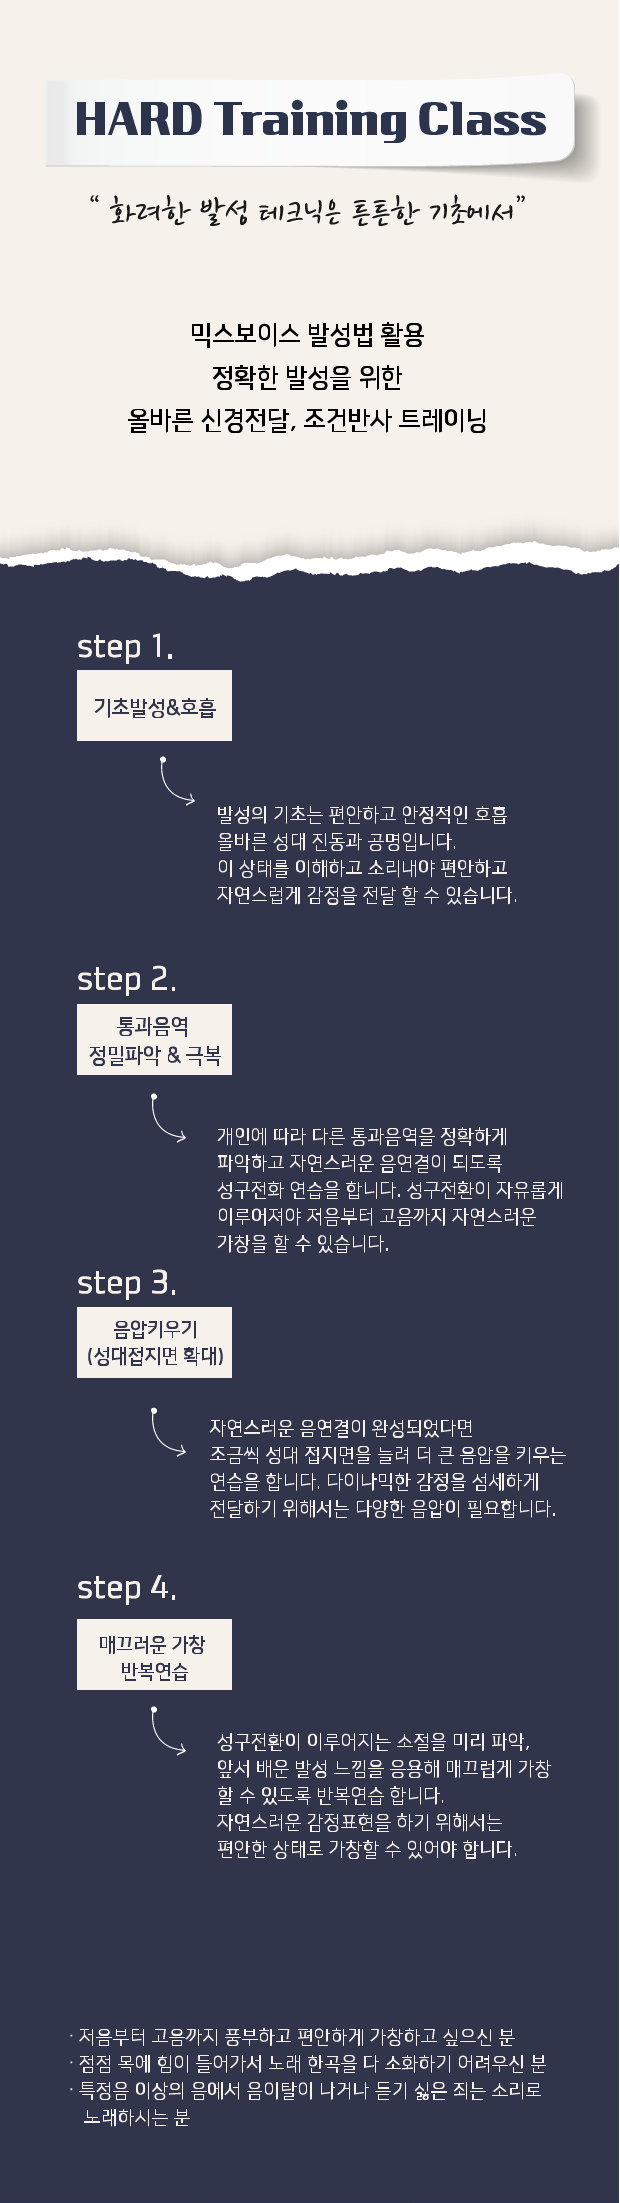 HARD Training Class
“ 화려한 발성 테크닉은 튼튼한 기초에서”
믹스보이스 발성법 활용
정확한 발성을 위한
올바른 신경전달, 조건반사 트레이닝
step 1.
기초발성&호흡
발성의 기초는 편안하고 안정적인 호흡
올바른 성대 진동과 공명입니다.
이 상태를 이해하고 소리내야 편안하고
자연스럽게 감정을 전달 할 수 있습니다.
step 2.
통과음역
정밀파악 & 극복
개인에 따라 다른 통과음역을 정확하게
파악하고 자연스러운 음연결이 되도록
성구전화 연습을 합니다. 성구전환이 자유롭게
이루어져야 저음부터 고음까지 자연스러운
가창을 할 수 있습니다.
step 3.
음압키우기
(성대접지면 확대)
자연스러운 음연결이 완성되었다면
조금씩 성대 접지면을 늘려 더 큰 음압을 키우는
연습을 합니다. 다이나믹한 감정을 섬세하게
전달하기 위해서는 다양한 음압이 필요합니다.
step 4.
매끄러운 가창
반복연습
성구전환이 이루어지는 소절을 미리 파악,
앞서 배운 발성 느낌을 응용해 매끄럽게 가창
할 수 있도록 반복연습 합니다.
자연스러운 감정표현을 하기 위해서는
편안한 상태로 가창할 수 있어야 합니다.
· 저음부터 고음까지 풍부하고 편안하게 가창하고 싶으신 분
· 점점 목에 힘이 들어가서 노래 한곡을 다 소화하기 어려우신 분
· 특정음 이상의 음에서 음이탈이 나거나 듣기 싫은 죄는 소리로
노래하시는 분